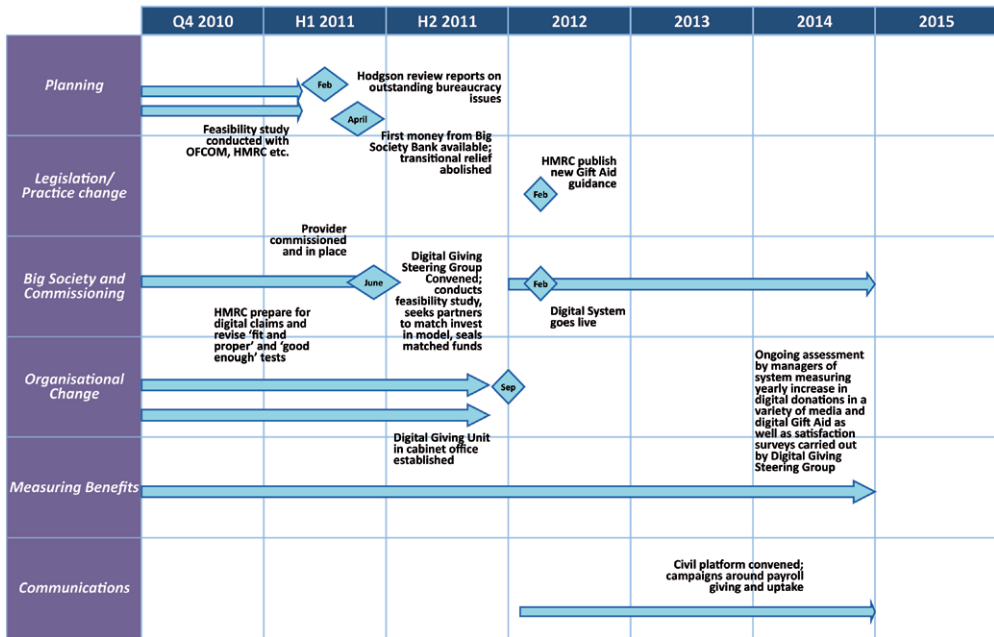 Q4 2010
H1 2011
H2 2011
2012
2013
2014
2015
Planning
Feb
Hodgson review reports on
outstanding bureaucracy
issues
April
Feasibility study
conducted with
OFCOM, HMRC etc.
First money from Big
Society Bank available;
transitional relief
abolished
Legislation/
Practice change
HMRC publish
new Gift Aid
guidance
Feb
Big Society and
Commissioning
Provider
commissioned
and in place
June
Digital Giving
Steering Group
Convened;
conducts
feasibility study,
seeks partners
to match invest
in model, seals
matched funds
Feb
Digital System
goes live
HMRC prepare for
digital claims and
revise ‘fit and
proper’ and ‘good
enough’ tests
Organisational
Change
Sep
Digital Giving Unit
in cabinet office
established
Ongoing assessment
by managers of
system measuring
yearly increase in
digital donations in a
variety of media and
digital Gift Aid as
well as satisfaction
surveys carried out
by Digital Giving
Steering Group
Measuring Benefits
Communications
Civil platform convened;
campaigns around payroll
giving and uptake